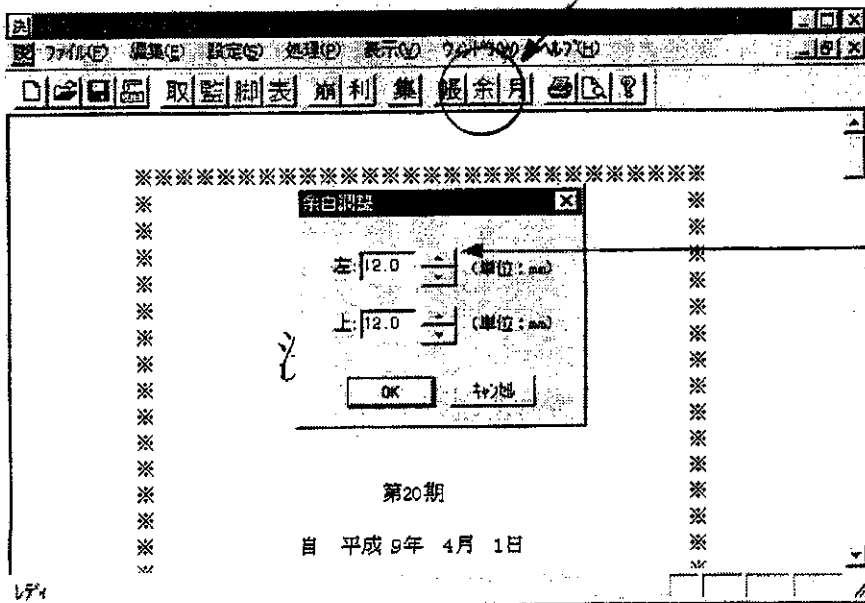 決
ファイル(F) 編集(E) 設定(S) 処理(P) 表示(V) ウィンドウ(W) ヘルプ(H)
取 監 脚 表 崩 利 集 帳 余 月
※※※※※※※※※※※※※※※※※※※※※※※※※※※※
余白調整
左: 12.0 (単位:mm)
上: 12.0 (単位:mm)
OK キャンセル
第20期
自 平成 9年 4月 1日
レディ